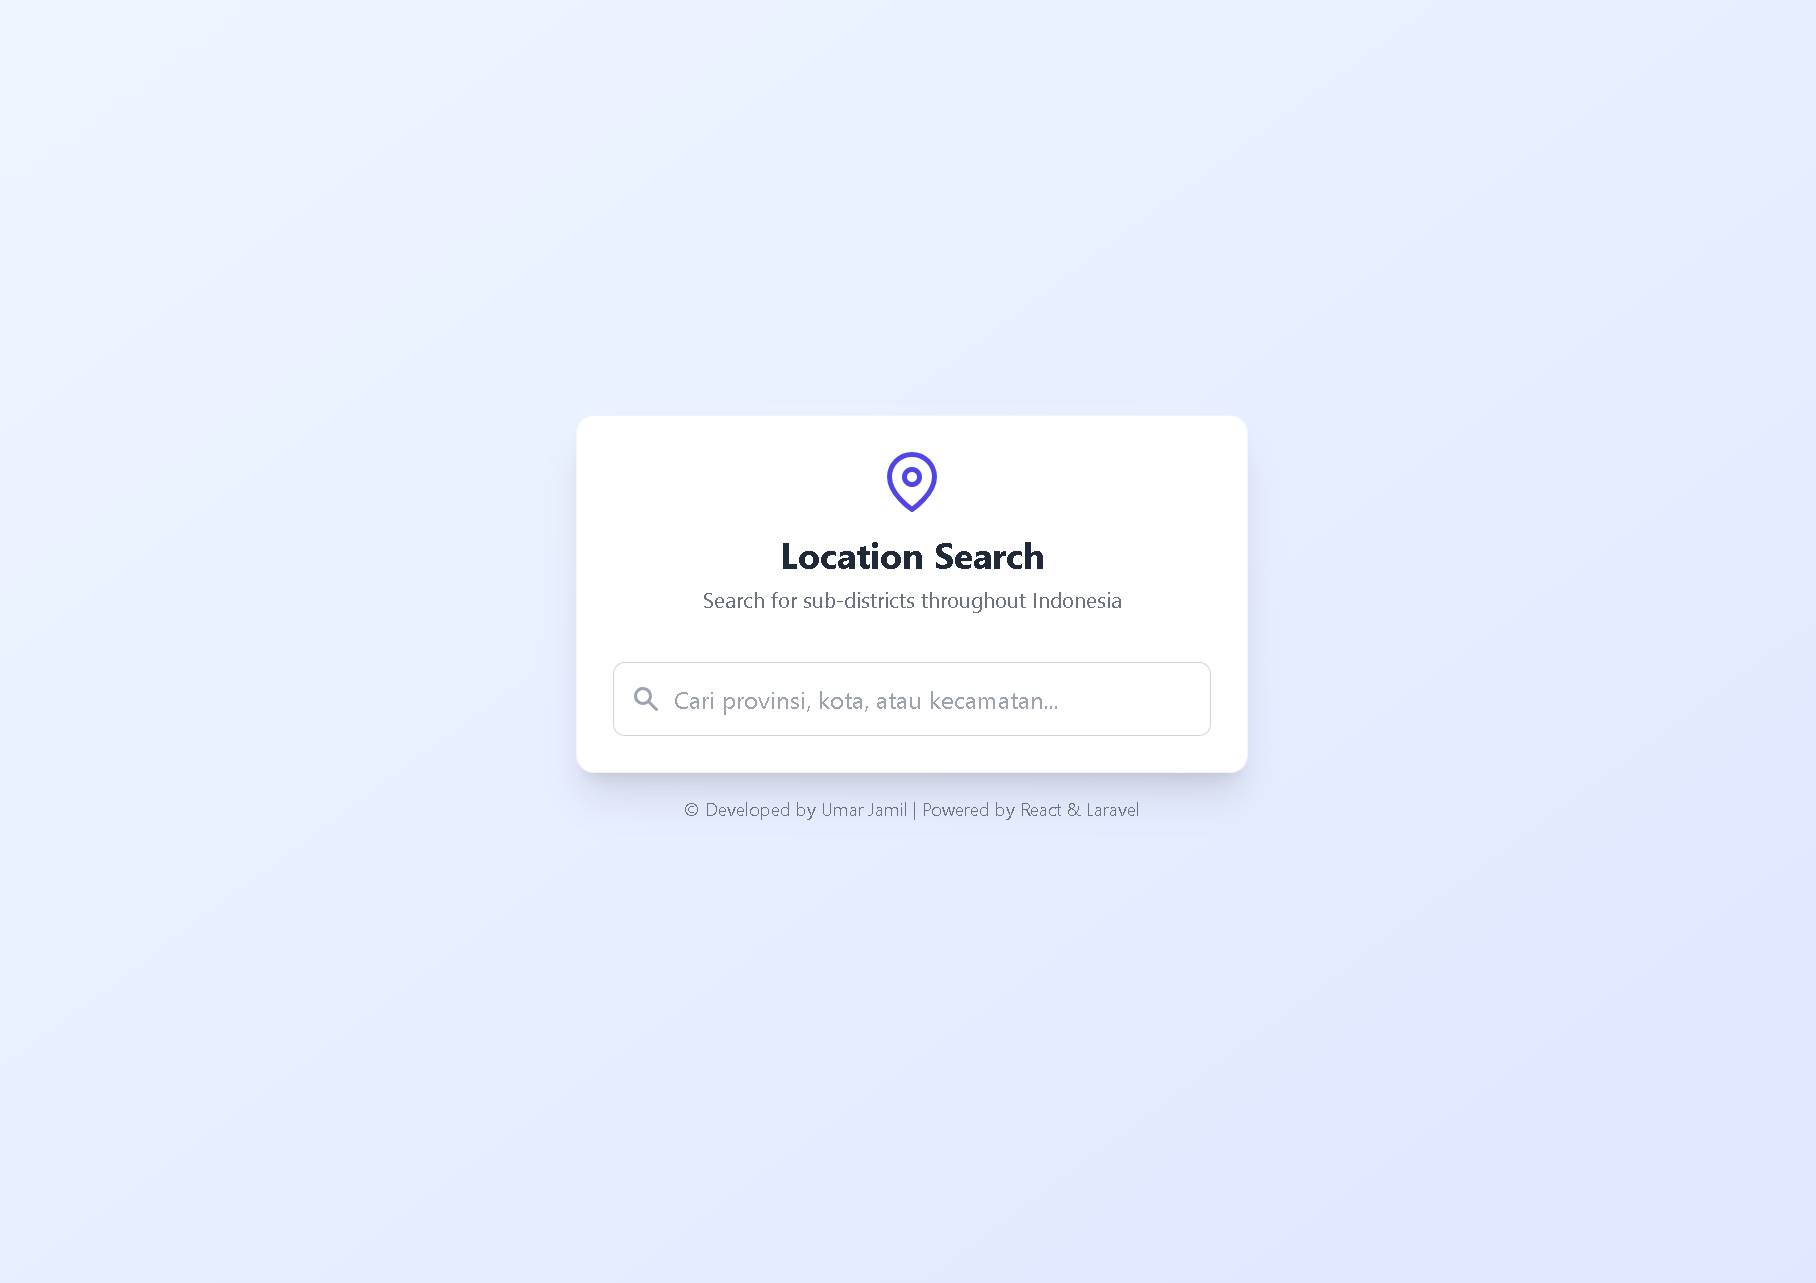 Location Search
Search for sub-districts throughout Indonesia
Cari provinsi, kota, atau kecamatan...
© Developed by Umar Jamil | Powered by React & Laravel